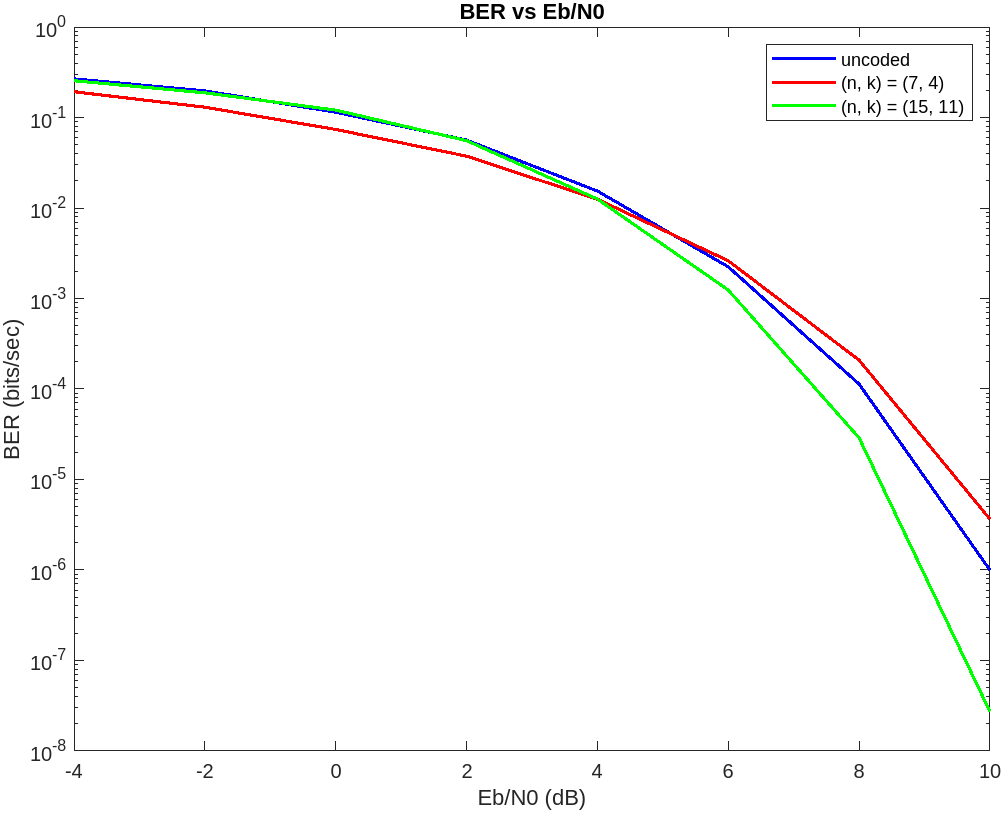 BER vs Eb/N0
uncoded
(n, k) = (7, 4)
(n, k) = (15, 11)
10^0
10^-1
10^-2
10^-3
10^-4
10^-5
10^-6
10^-7
10^-8
BER (bits/sec)
-4 -2 0 2 4 6 8 10
Eb/N0 (dB)